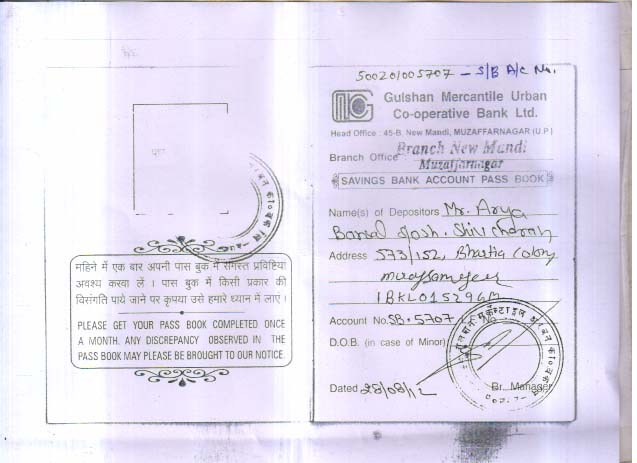 50020/005707 - S/B A/C No.
Gulshan Mercantile Urban
Co-operative Bank Ltd.
Head Office : 45-B, New Mandi, MUZAFFARNAGAR (U.P)
Branch Office Branch New Mandi
Muzaffarnagar
SAVINGS BANK ACCOUNT PASS BOOK
Name(s) of Depositors Mr. Arya
Bansal Shiv Charan
Address 573/152, Bhartia Colony
Muzaffarnagar
IBKL01529GM
Account No. SB-5707
D.O.B. (in case of Minor)
Dated 28/08/12 Br. Manager
महिने में एक बार अपनी पास बुक में समस्त प्रविष्टियां
अवश्य करवा लें । पास बुक में किसी प्रकार की
विसंगति पाये जाने पर कृपया उसे हमारे ध्यान में लाएं ।
PLEASE GET YOUR PASS BOOK COMPLETED ONCE
A MONTH. ANY DISCREPANCY OBSERVED IN THE
PASS BOOK MAY PLEASE BE BROUGHT TO OUR NOTICE